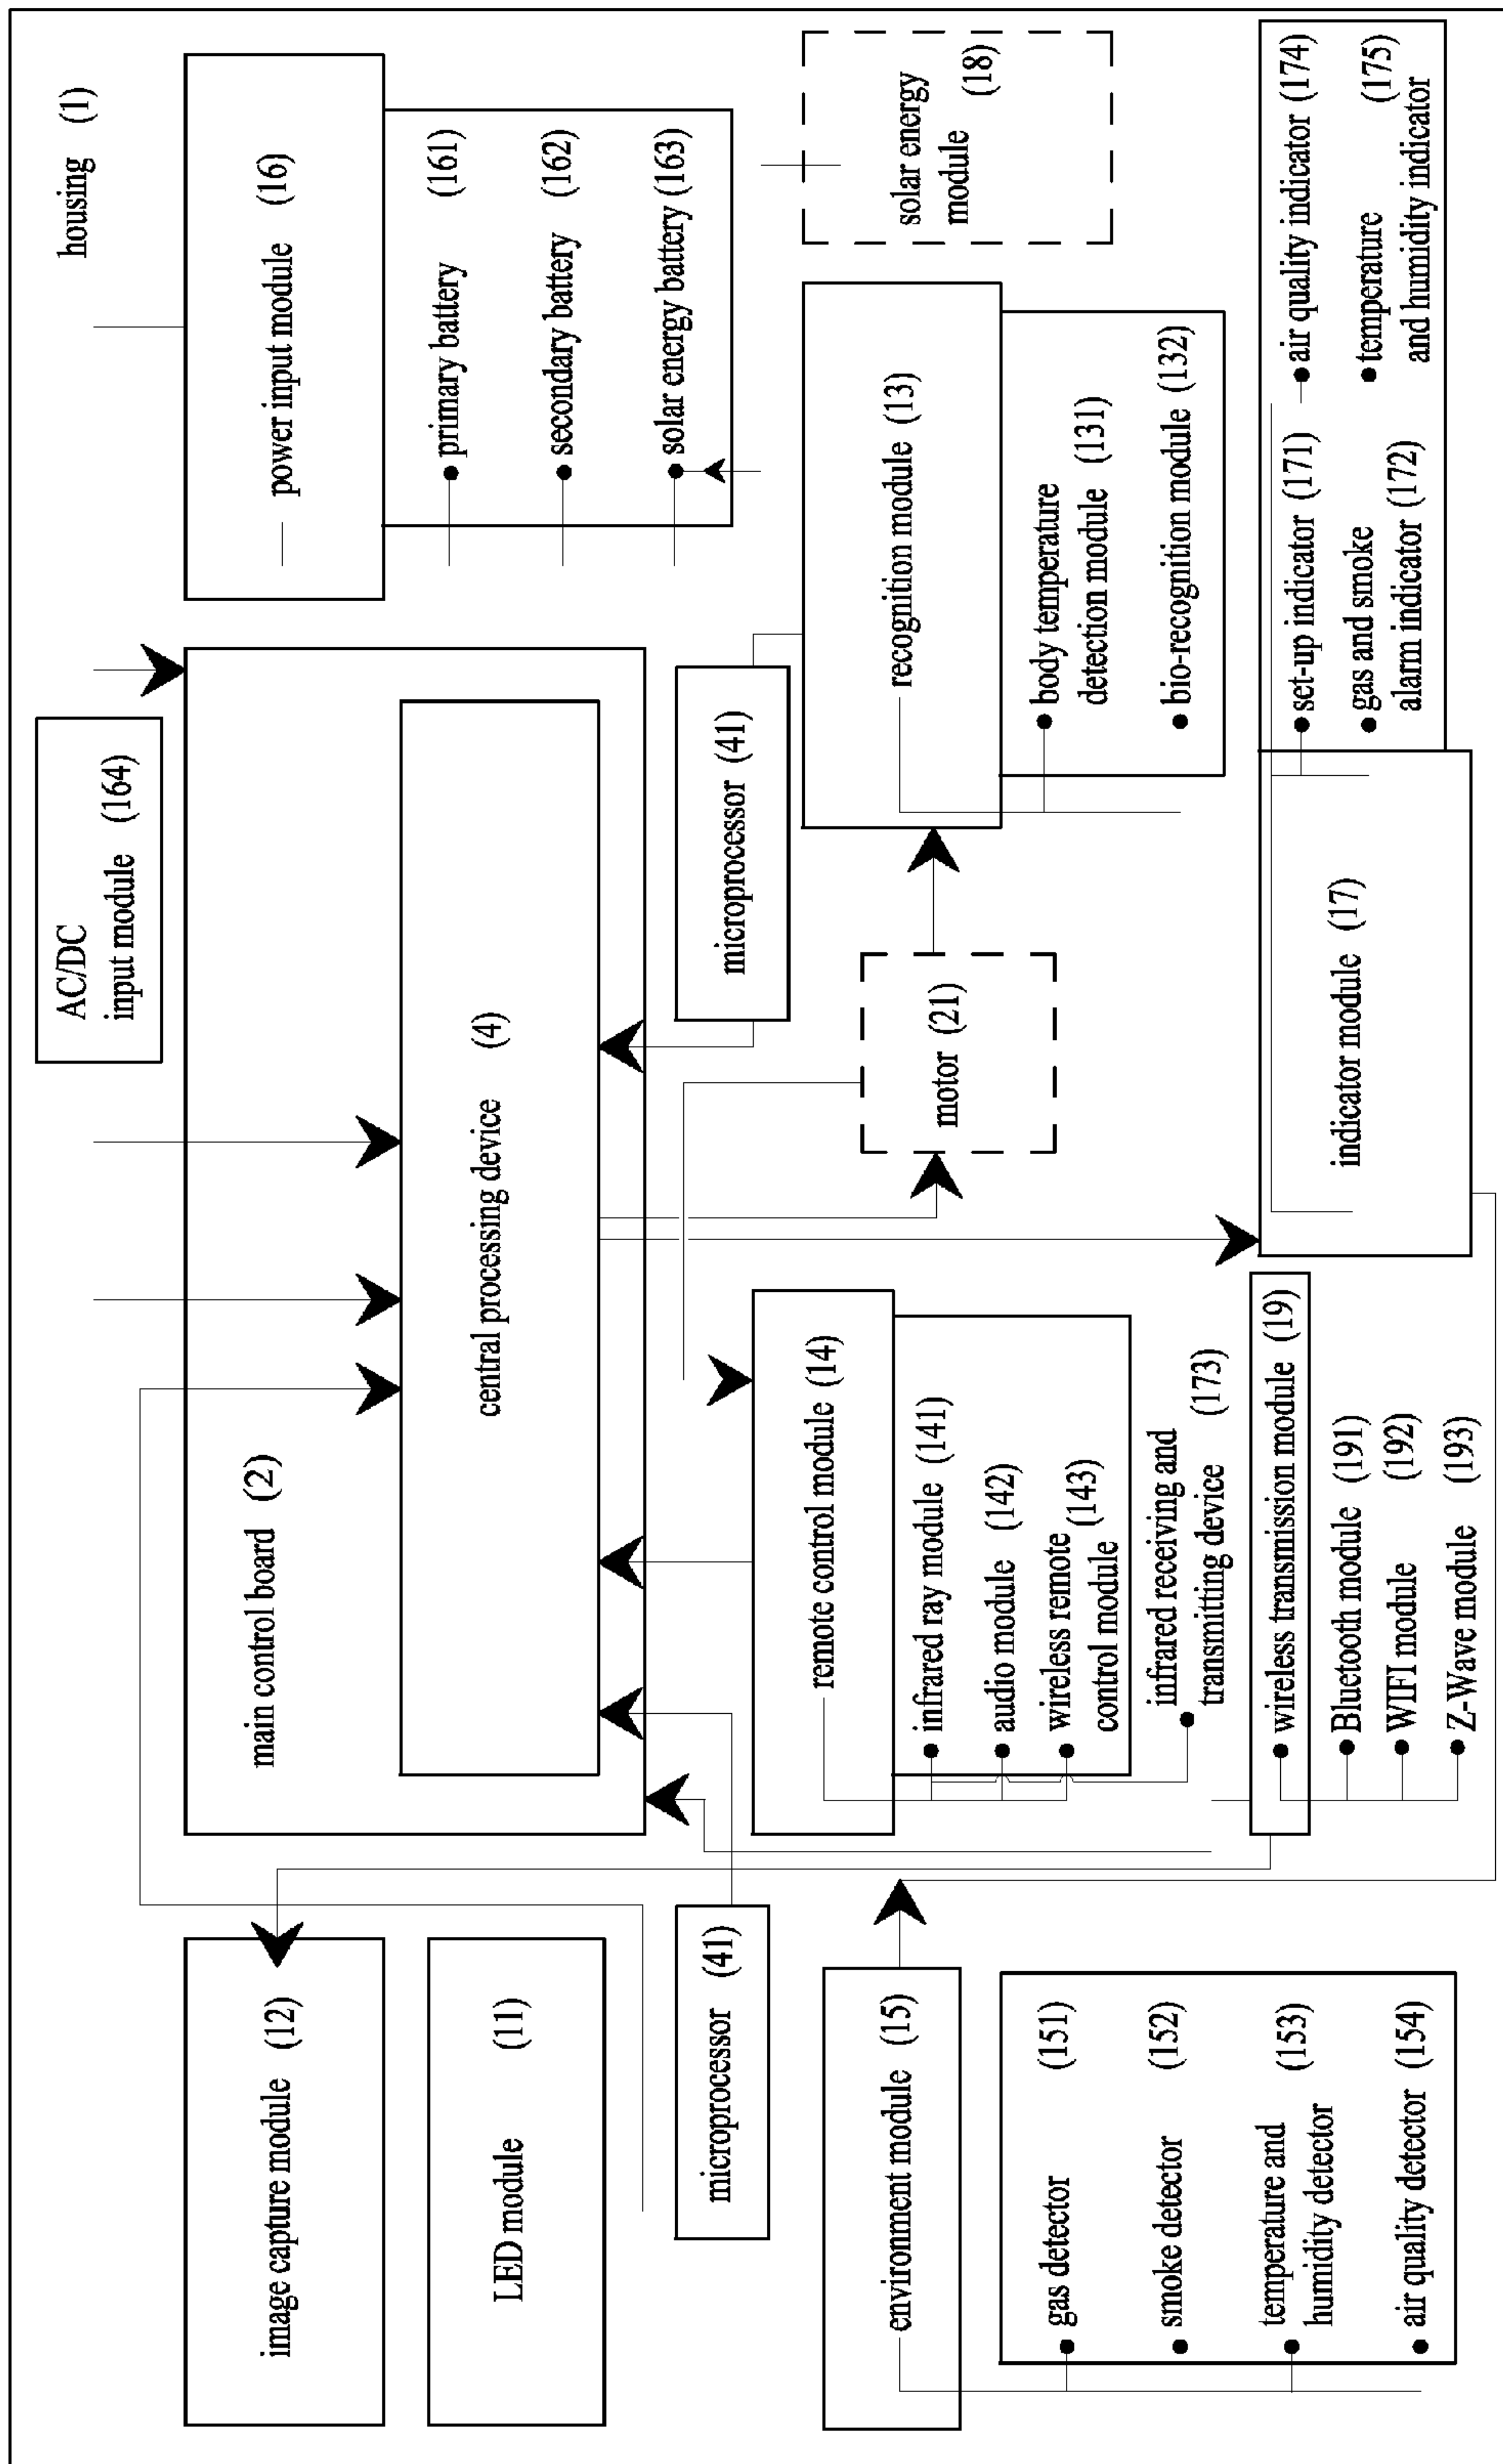 housing (1)
AC/DC
input module (164)
image capture module (12)
LED module (11)
main control board (2)
central processing device (4)
power input module (16)
primary battery (161)
secondary battery (162)
solar energy battery (163)
microprocessor (41)
microprocessor (41)
solar energy
module (18)
environment module (15)
gas detector (151)
smoke detector (152)
temperature and
humidity detector (153)
air quality detector (154)
remote control module (14)
infrared ray module (141)
audio module (142)
wireless remote
control module (143)
infrared receiving and
transmitting device (173)
motor (21)
recognition module (13)
body temperature
detection module (131)
bio-recognition module (132)
wireless transmission module (19)
Bluetooth module (191)
WIFI module (192)
Z-Wave module (193)
indicator module (17)
set-up indicator (171)
gas and smoke
alarm indicator (172)
air quality indicator (174)
temperature (175)
and humidity indicator